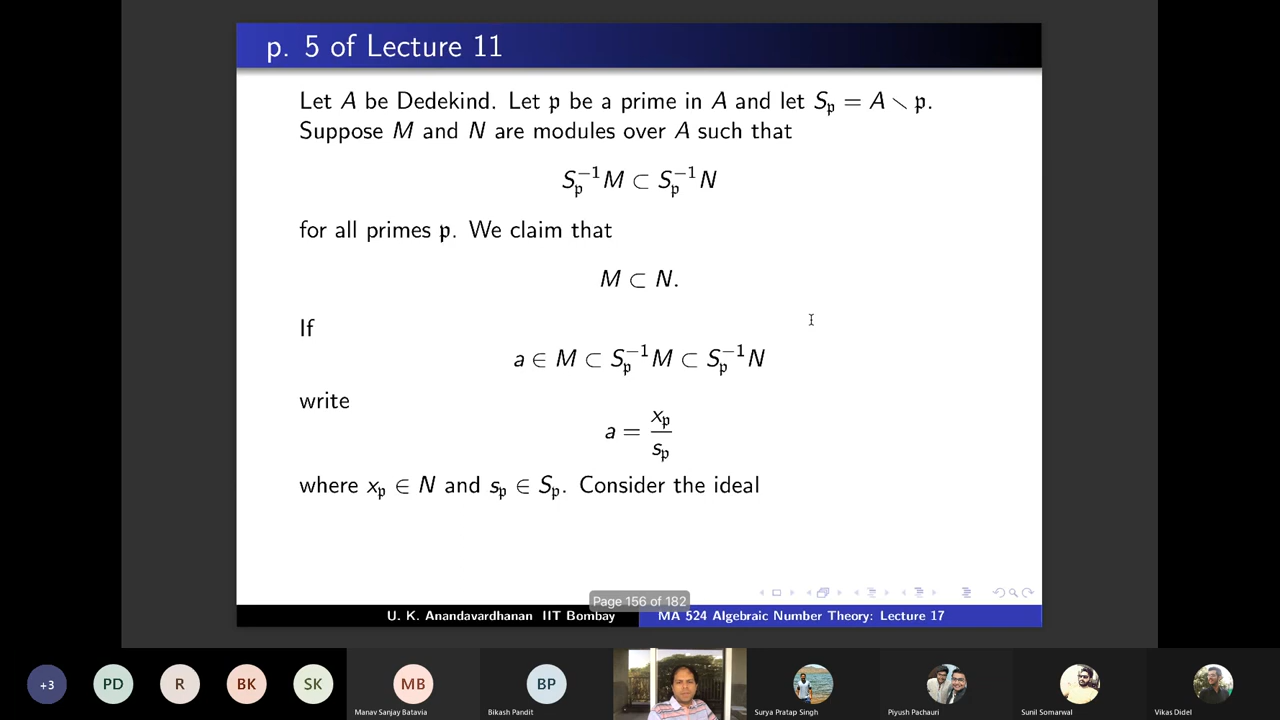 p. 5 of Lecture 11
Let A be Dedekind. Let 𝔭 be a prime in A and let S_𝔭 = A ∖ 𝔭.
Suppose M and N are modules over A such that
S_𝔭^{-1}M ⊂ S_𝔭^{-1}N
for all primes 𝔭. We claim that
M ⊂ N.
If
a ∈ M ⊂ S_𝔭^{-1}M ⊂ S_𝔭^{-1}N
write
a = x_𝔭/s_𝔭
where x_𝔭 ∈ N and s_𝔭 ∈ S_𝔭. Consider the ideal
Page 156 of 182
U. K. Anandavardhanan IIT Bombay MA 524 Algebraic Number Theory: Lecture 17
+3 PD R BK SK MB BP
Manav Sanjay Batavia Bikash Pandit Surya Pratap Singh Piyush Pachauri Sunil Somarwal Vikas Didel